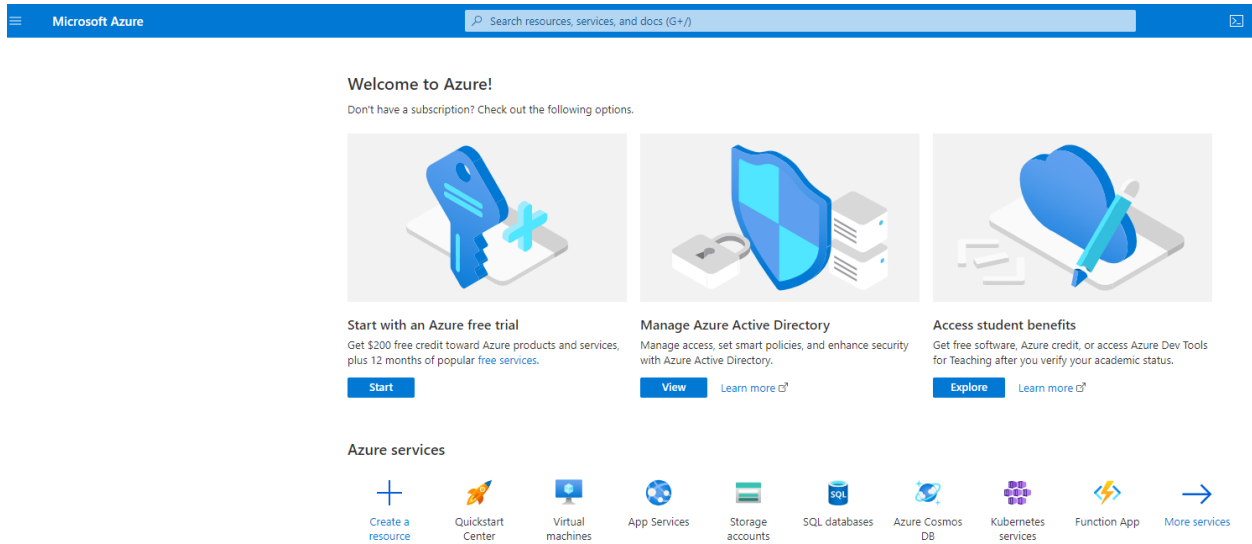 Microsoft Azure
Search resources, services, and docs (G+/)
Welcome to Azure!
Don't have a subscription? Check out the following options.
Start with an Azure free trial
Get $200 free credit toward Azure products and services,
plus 12 months of popular free services.
Start
Manage Azure Active Directory
Manage access, set smart policies, and enhance security
with Azure Active Directory.
View
Learn more
Access student benefits
Get free software, Azure credit, or access Azure Dev Tools
for Teaching after you verify your academic status.
Explore
Learn more
Azure services
Create a
resource
Quickstart
Center
Virtual
machines
App Services
Storage
accounts
SQL
SQL databases
Azure Cosmos
DB
Kubernetes
services
Function App
More services